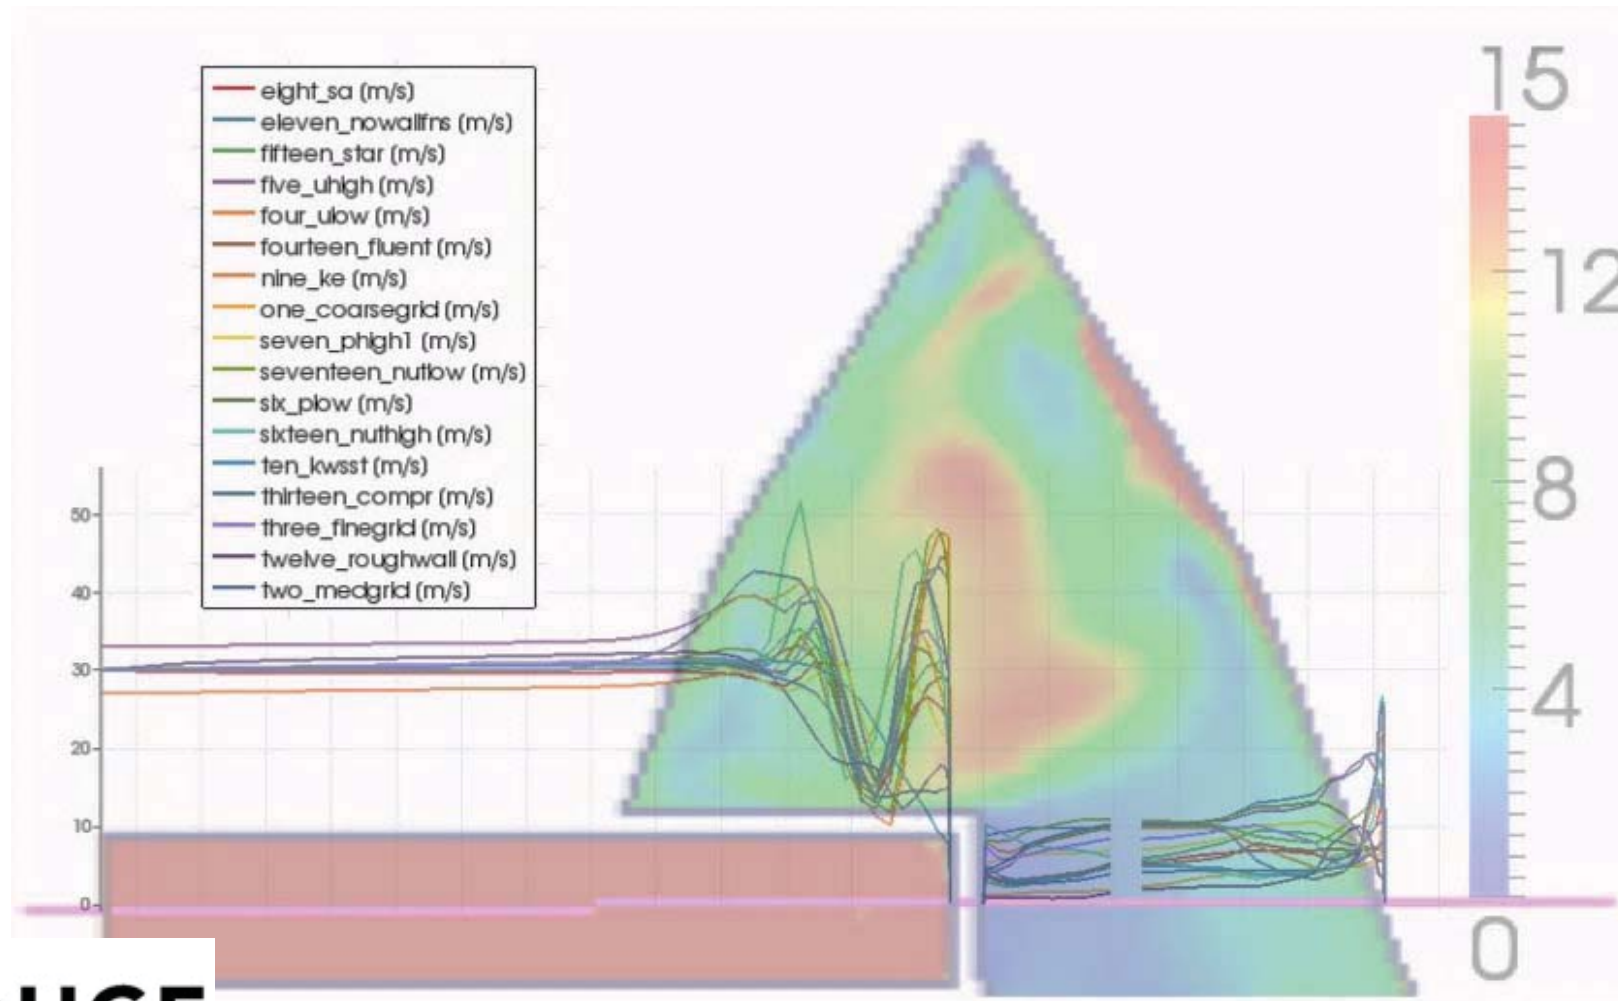 eight_sa (m/s)
eleven_nowallfns (m/s)
fifteen_star (m/s)
five_uhigh (m/s)
four_ulow (m/s)
fourteen_fluent (m/s)
nine_ke (m/s)
one_coarsegrid (m/s)
seven_phigh1 (m/s)
seventeen_nutlow (m/s)
six_plow (m/s)
sixteen_nuthigh (m/s)
ten_kwsst (m/s)
thirteen_compr (m/s)
three_finegrid (m/s)
twelve_roughwall (m/s)
two_medgrid (m/s)
50
40
30
20
10
0
15
12
8
4
0